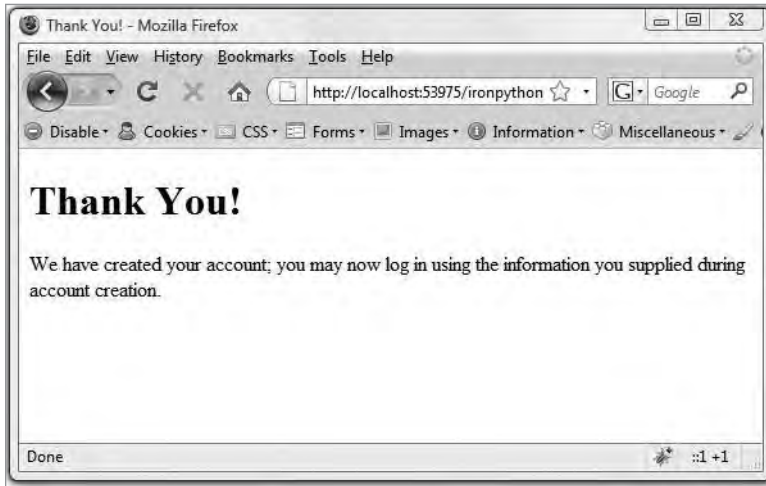 Thank You! - Mozilla Firefox
File Edit View History Bookmarks Tools Help
http://localhost:53975/ironpython G Google
Disable Cookies CSS Forms Images Information Miscellaneous
Thank You!
We have created your account; you may now log in using the information you supplied during
account creation.
Done ::1 +1